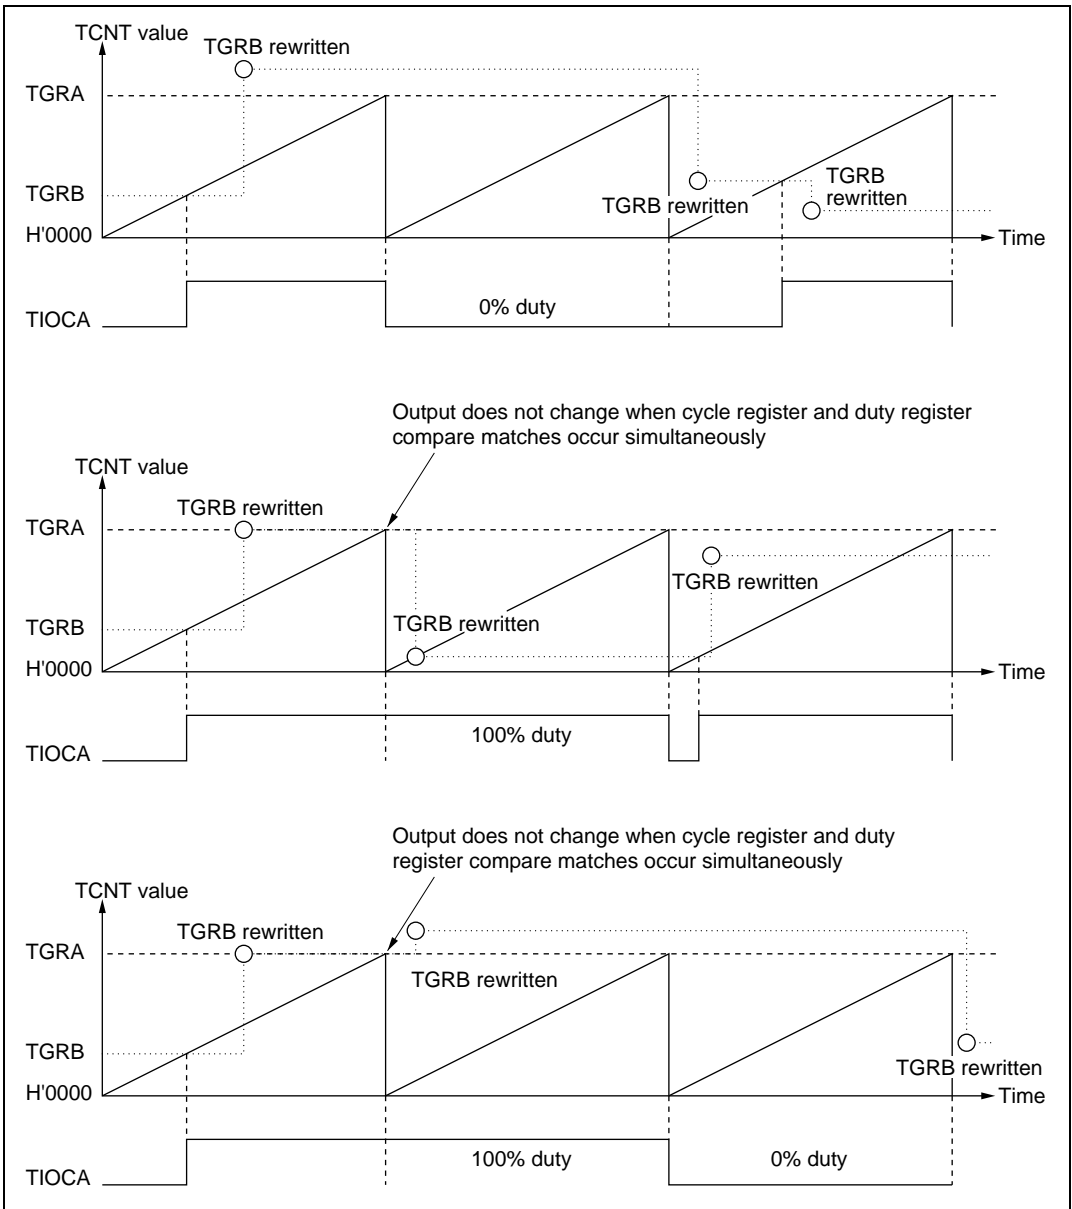 TCNT value
TGRB rewritten
TGRA
TGRB
TGRB
rewritten
TGRB rewritten
H'0000
Time
0% duty
TIOCA
Output does not change when cycle register and duty register
compare matches occur simultaneously
TCNT value
TGRB rewritten
TGRA
TGRB rewritten
TGRB
TGRB rewritten
H'0000
Time
100% duty
TIOCA
Output does not change when cycle register and duty
register compare matches occur simultaneously
TCNT value
TGRB rewritten
TGRA
TGRB rewritten
TGRB
TGRB rewritten
H'0000
Time
100% duty
0% duty
TIOCA